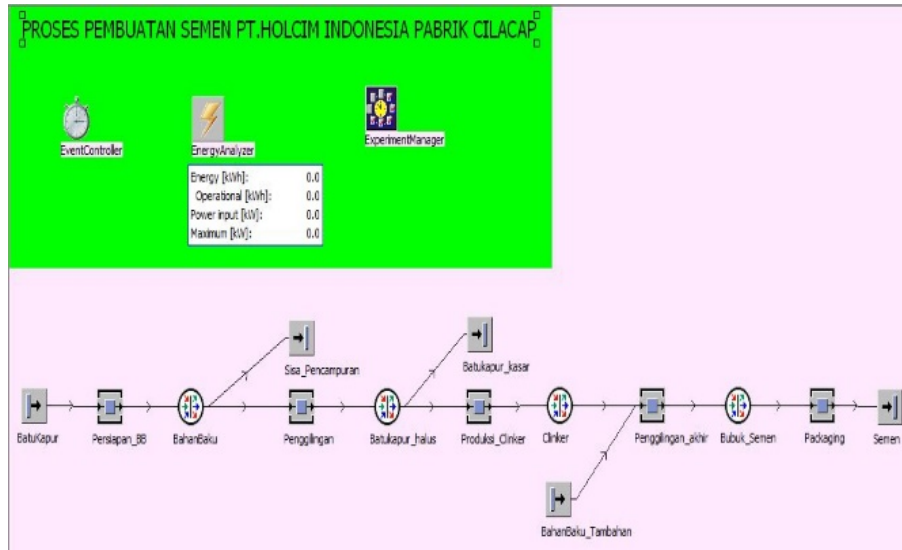 PROSES PEMBUATAN SEMEN PT.HOLCIM INDONESIA PABRIK CILACAP
EventController
EnergyAnalyzer
ExperimentManager
Energy [kWh]: 0.0
Operational [kWh]: 0.0
Power input [kW]: 0.0
Maximum [kW]: 0.0
Sisa_Pencampuran
Batukapur_kasar
BatuKapur
Persiapan_BB
BahanBaku
Penggilingan
Batukapur_halus
Produksi_Clinker
Clinker
Penggilingan_akhir
Bubuk_Semen
Packaging
Semen
BahanBaku_Tambahan